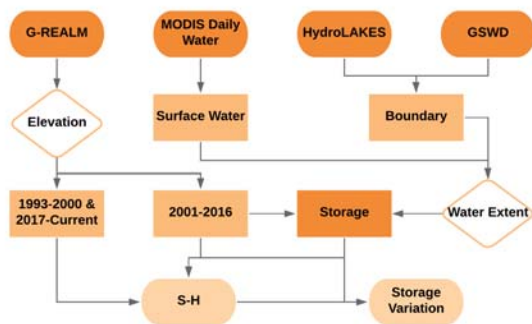 G-REALM
MODIS Daily
Water
HydroLAKES
GSWD
Elevation
Surface Water
Boundary
1993-2000 &
2017-Current
2001-2016
Storage
Water Extent
S-H
Storage
Variation